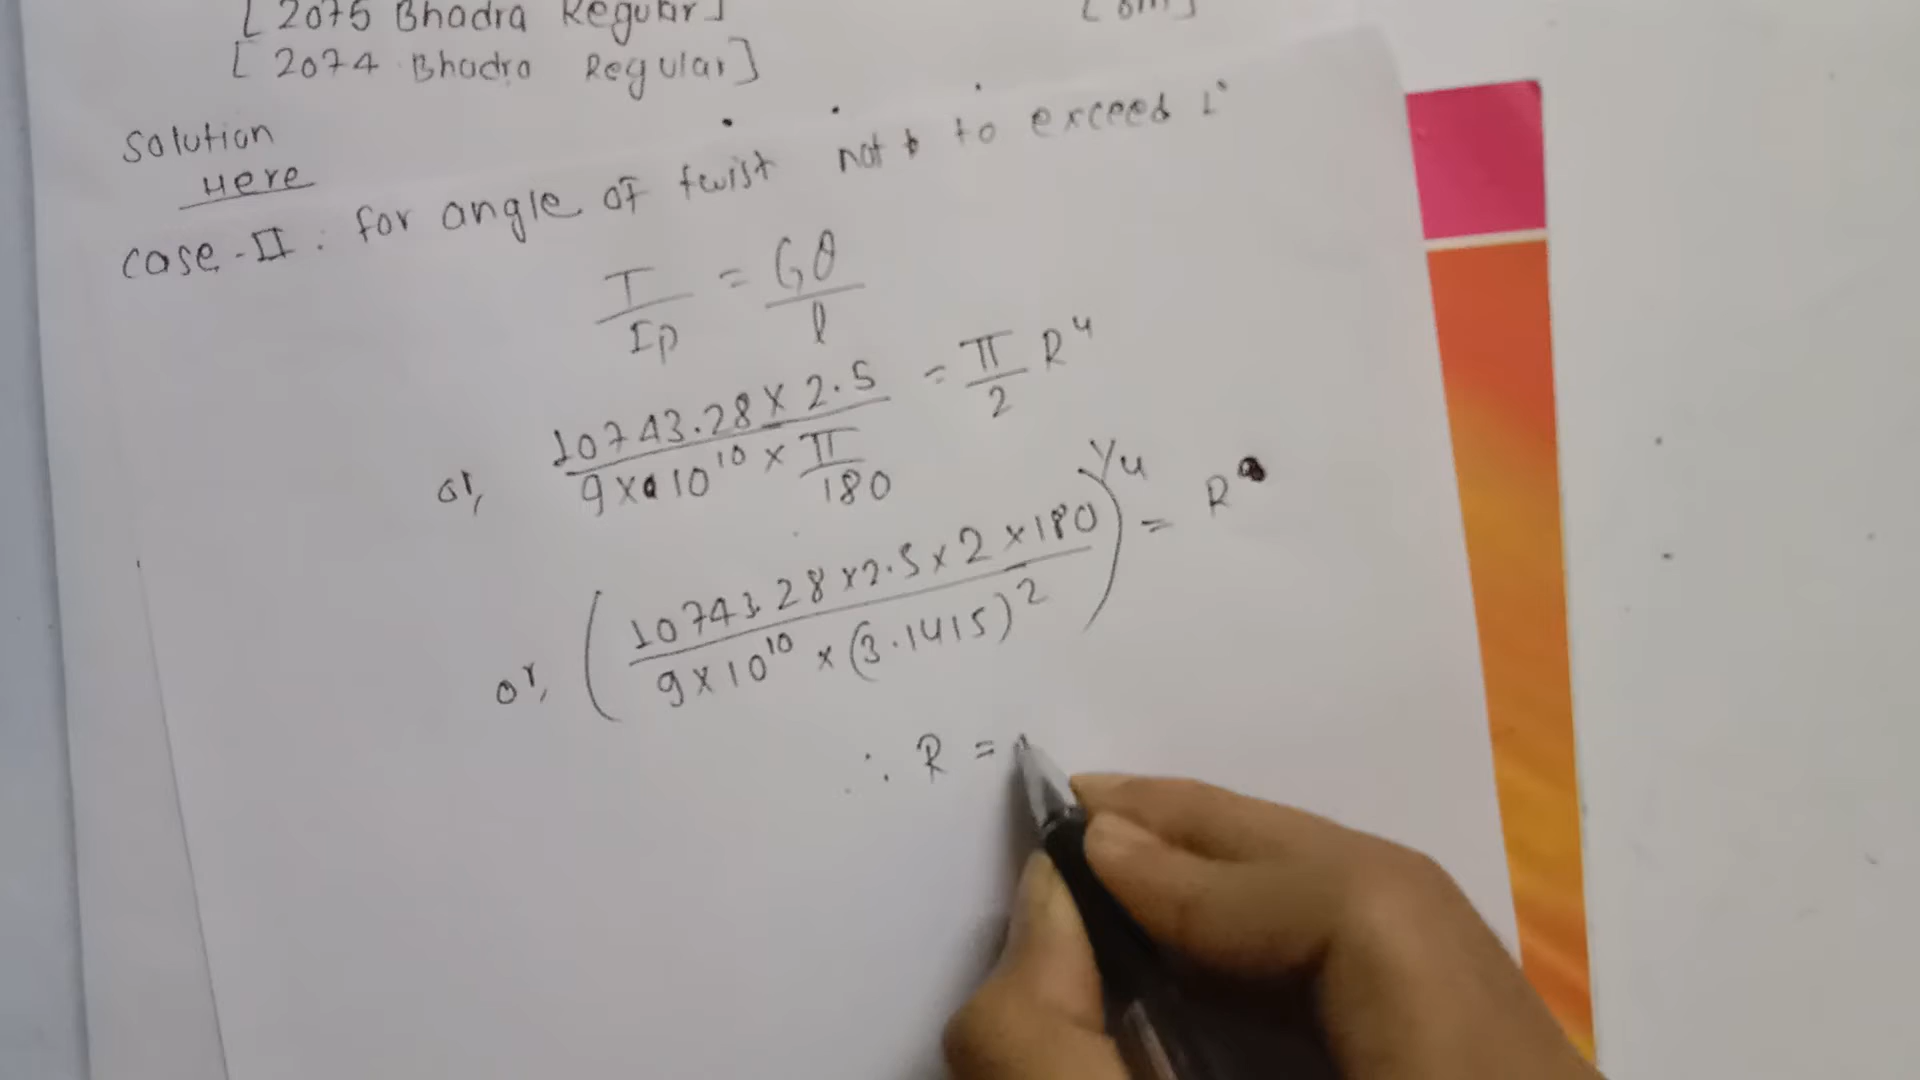 [2075 Bhadra Regular] [8m]
[2074 Bhadra Regular]
Solution
Here
Case-II: for angle of twist not to exceed 1°
T/Ip = Gθ/l
or, 10743.28 × 2.5 / 9×10^10 × π/180 = π/2 R^4
or, (10743.28 × 2.5 × 2 × 180 / 9×10^10 × (3.1415)^2)^1/4 = R
∴ R =